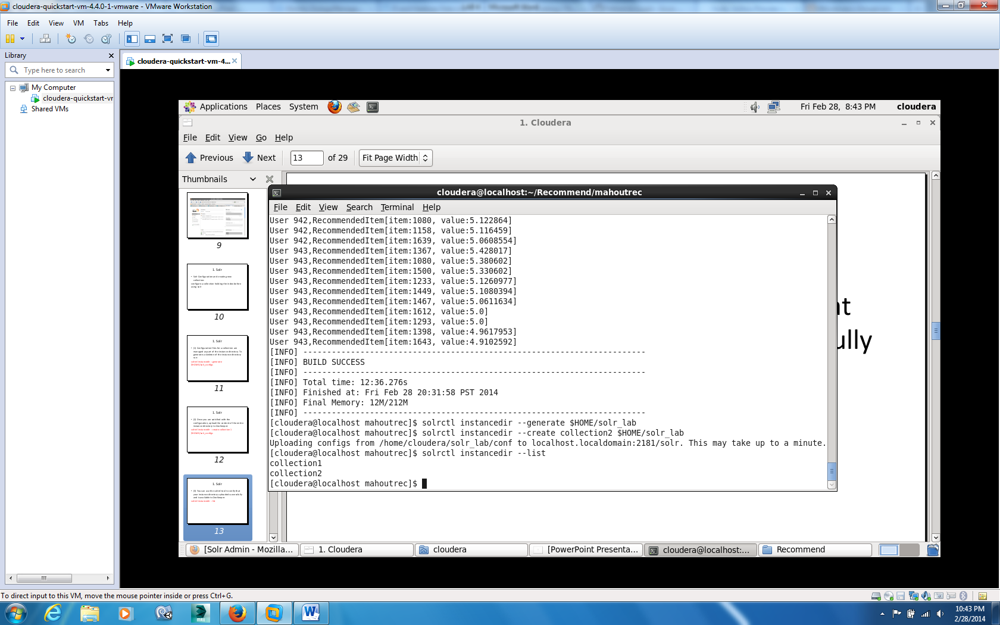 cloudera-quickstart-vm-4.4.0-1-vmware - VMware Workstation
File Edit View VM Tabs Help
Library
cloudera-quickstart-vm-4...
Type here to search
My Computer
cloudera-quickstart-vr
Shared VMs
Applications Places System
Fri Feb 28, 8:43 PM cloudera
1. Cloudera
File Edit View Go Help
Previous Next 13 of 29 Fit Page Width
Thumbnails
9
1. Solr
10
1. Solr
11
1. Solr
12
1. Solr
13
cloudera@localhost:~/Recommend/mahoutrec
File Edit View Search Terminal Help
User 942,RecommendedItem[item:1080, value:5.122864]
User 942,RecommendedItem[item:1158, value:5.116459]
User 942,RecommendedItem[item:1639, value:5.0608554]
User 943,RecommendedItem[item:1367, value:5.428017]
User 943,RecommendedItem[item:1080, value:5.380602]
User 943,RecommendedItem[item:1500, value:5.330602]
User 943,RecommendedItem[item:1233, value:5.1260977]
User 943,RecommendedItem[item:1449, value:5.1080394]
User 943,RecommendedItem[item:1467, value:5.0611634]
User 943,RecommendedItem[item:1612, value:5.0]
User 943,RecommendedItem[item:1293, value:5.0]
User 943,RecommendedItem[item:1398, value:4.9617953]
User 943,RecommendedItem[item:1643, value:4.9102592]
[INFO] ------------------------------------------------------------------------
[INFO] BUILD SUCCESS
[INFO] ------------------------------------------------------------------------
[INFO] Total time: 12:36.276s
[INFO] Finished at: Fri Feb 28 20:31:58 PST 2014
[INFO] Final Memory: 12M/212M
[INFO] ------------------------------------------------------------------------
[cloudera@localhost mahoutrec]$ solrctl instancedir --generate $HOME/solr_lab
[cloudera@localhost mahoutrec]$ solrctl instancedir --create collection2 $HOME/solr_lab
Uploading configs from /home/cloudera/solr_lab/conf to localhost.localdomain:2181/solr. This may take up to a minute.
[cloudera@localhost mahoutrec]$ solrctl instancedir --list
collection1
collection2
[cloudera@localhost mahoutrec]$
ully
[Solr Admin - Mozilla... 1. Cloudera cloudera [PowerPoint Presenta... cloudera@localhost:... Recommend
To direct input to this VM, move the mouse pointer inside or press Ctrl+G.
10:43 PM
2/28/2014